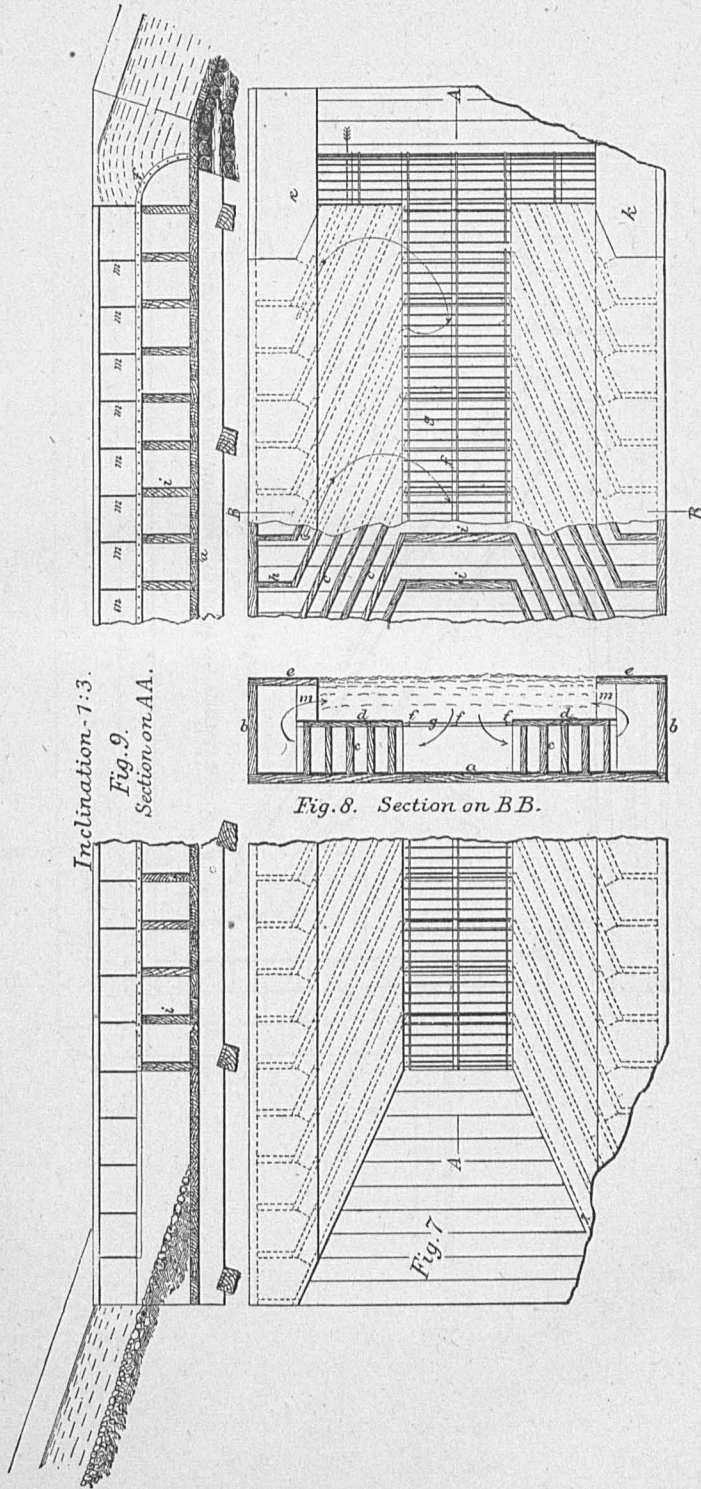 Inclination - 1:3.
Fig. 9.
Section on AA.
m m m m m m m m
i
a
f
B
B
A
k
k
h
c c
i i
g
f
e e
b b
m m
d d
f g f f
c c
a
Fig. 8. Section on BB.
i
A
Fig. 7